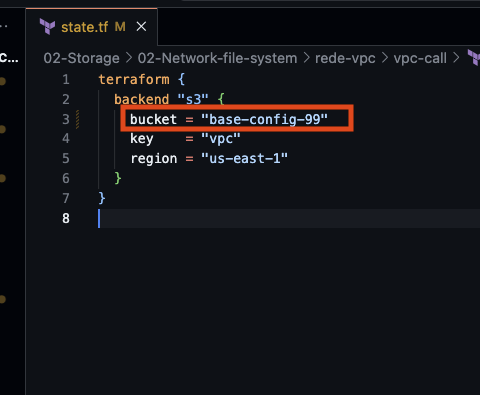 state.tf M ×
C...
02-Storage > 02-Network-file-system > rede-vpc > vpc-call >
1 terraform {
2   backend "s3" {
3     bucket = "base-config-99"
4     key    = "vpc"
5     region = "us-east-1"
6   }
7 }
8